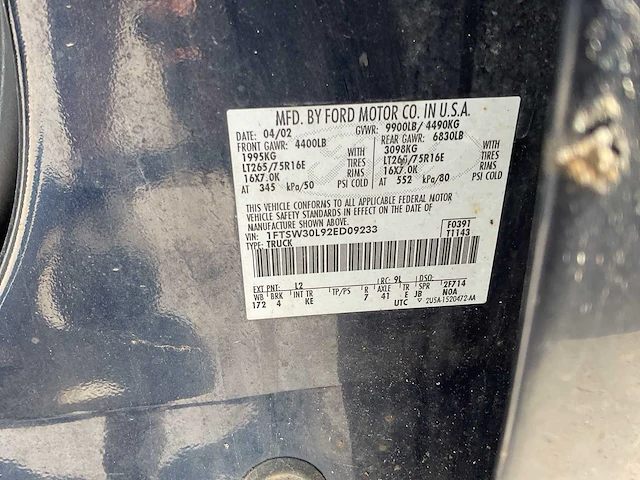 MFD. BY FORD MOTOR CO. IN U.S.A.
DATE: 04/02 GVWR: 9900LB/ 4490KG
FRONT GAWR: 4400LB REAR GAWR: 6830LB
1995KG WITH 3098KG WITH
LT265/75R16E TIRES LT265/75R16E TIRES
16X7.0K RIMS 16X7.0K RIMS
AT 345 kPa/50 PSI COLD AT 552 kPa/80 PSI COLD
THIS VEHICLE CONFORMS TO ALL APPLICABLE FEDERAL MOTOR
VEHICLE SAFETY STANDARDS IN EFFECT ON THE DATE OF
MANUFACTURE SHOWN ABOVE.
VIN: 1FTSW30L92ED09233 F0391
TYPE: TRUCK T1143
EXT PNT: L2 RC: 9L DSO: 2F714
WB BRK INT TR TP/PS R AXLE TR SPR N0A
172 4 KE 7 41 E JB
UTC 2U5A-1520472-AA